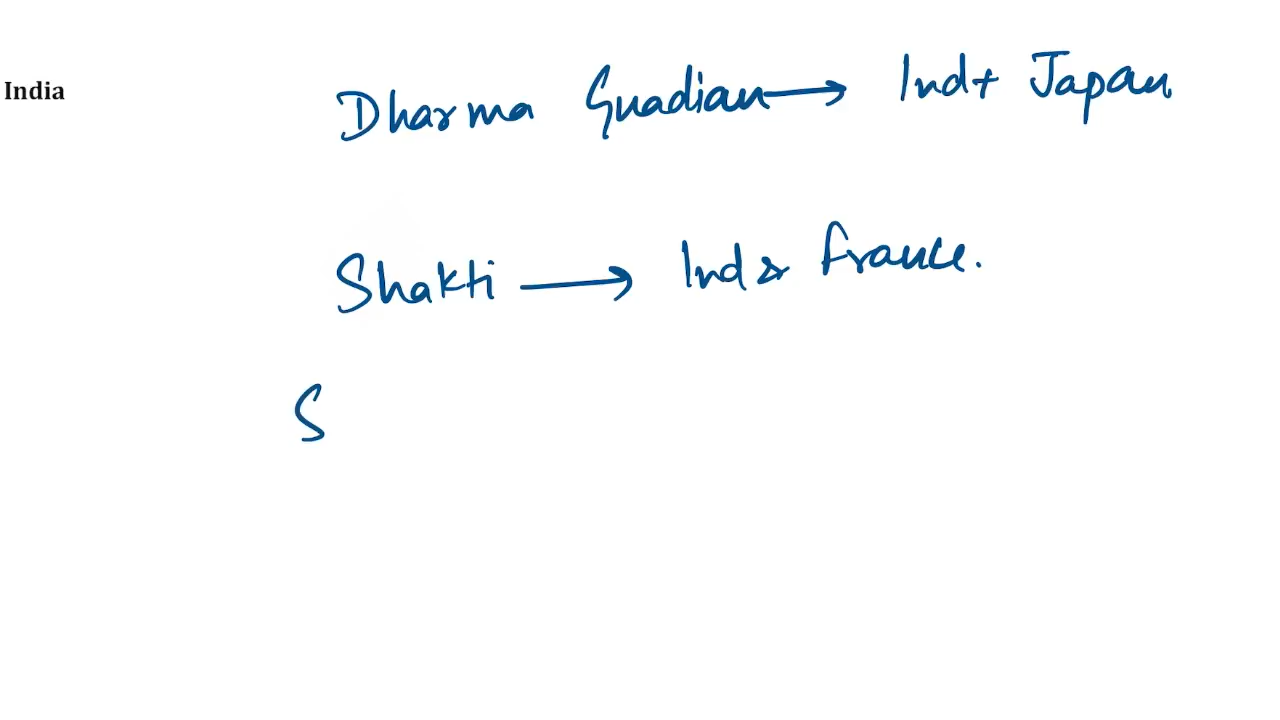 India
Dharma Guadian → Ind + Japan
Shakti → Ind & France.
S